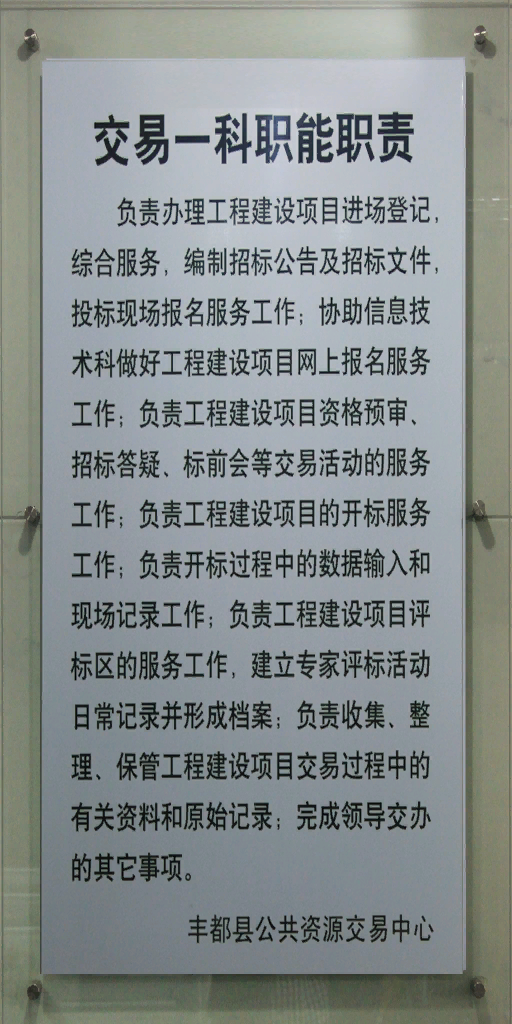 交易一科职能职责
负责办理工程建设项目进场登记，
综合服务，编制招标公告及招标文件，
投标现场报名服务工作；协助信息技
术科做好工程建设项目网上报名服务
工作；负责工程建设项目资格预审、
招标答疑、标前会等交易活动的服务
工作；负责工程建设项目的开标服务
工作；负责开标过程中的数据输入和
现场记录工作；负责工程建设项目评
标区的服务工作，建立专家评标活动
日常记录并形成档案；负责收集、整
理、保管工程建设项目交易过程中的
有关资料和原始记录；完成领导交办
的其它事项。
丰都县公共资源交易中心